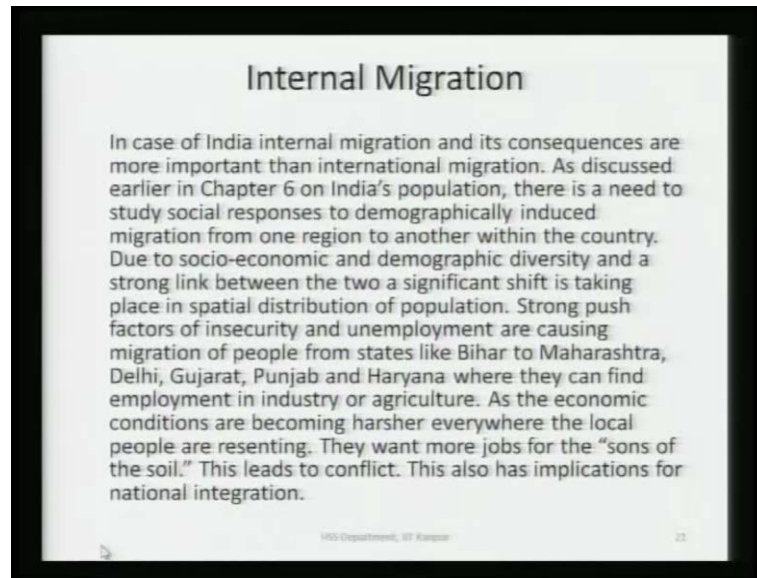 Internal Migration
In case of India internal migration and its consequences are
more important than international migration. As discussed
earlier in Chapter 6 on India's population, there is a need to
study social responses to demographically induced
migration from one region to another within the country.
Due to socio-economic and demographic diversity and a
strong link between the two a significant shift is taking
place in spatial distribution of population. Strong push
factors of insecurity and unemployment are causing
migration of people from states like Bihar to Maharashtra,
Delhi, Gujarat, Punjab and Haryana where they can find
employment in industry or agriculture. As the economic
conditions are becoming harsher everywhere the local
people are resenting. They want more jobs for the "sons of
the soil." This leads to conflict. This also has implications for
national integration.
HSS Department, IIT Kanpur
21